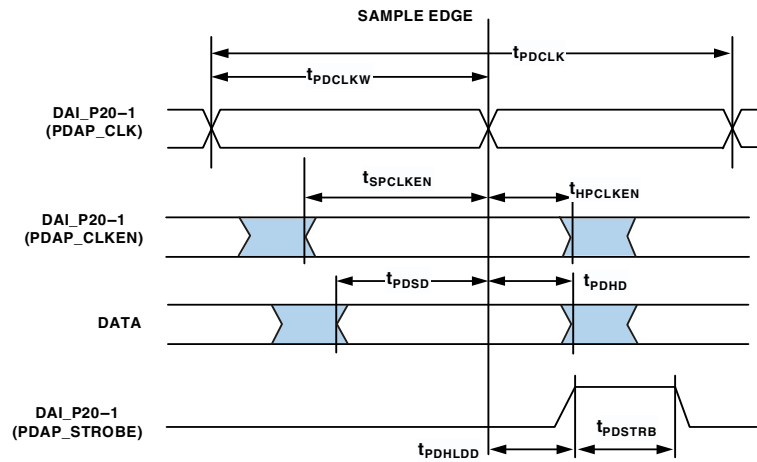 SAMPLE EDGE
tPDCLK
tPDCLKW
DAI_P20–1
(PDAP_CLK)
tSPCLKEN
tHPCLKEN
DAI_P20–1
(PDAP_CLKEN)
tPDSD
tPDHD
DATA
DAI_P20–1
(PDAP_STROBE)
tPDHLDD
tPDSTRB